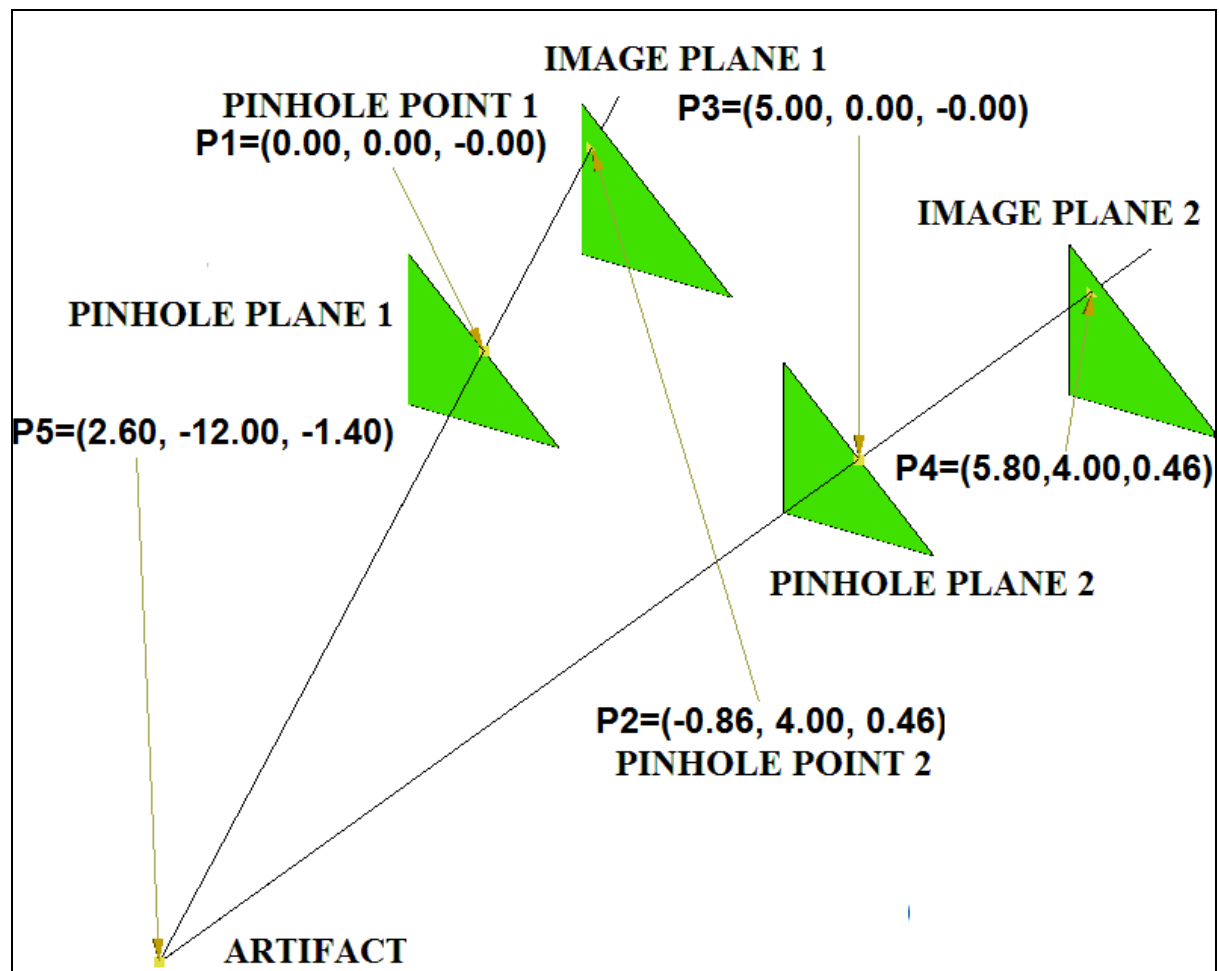 IMAGE PLANE 1
PINHOLE POINT 1
P3=(5.00, 0.00, -0.00)
P1=(0.00, 0.00, -0.00)
IMAGE PLANE 2
PINHOLE PLANE 1
P5=(2.60, -12.00, -1.40)
P4=(5.80,4.00,0.46)
PINHOLE PLANE 2
P2=(-0.86, 4.00, 0.46)
PINHOLE POINT 2
ARTIFACT